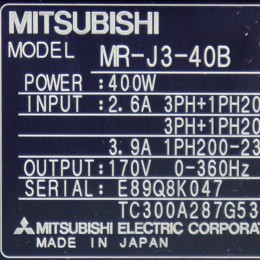 MITSUBISHI
MODEL MR-J3-40B
POWER :400W
INPUT :2.6A 3PH+1PH20
3PH+1PH20
3.9A 1PH200-23
OUTPUT:170V 0-360Hz
SERIAL: E89Q8K047
TC300A287G53
MITSUBISHI ELECTRIC CORPORAT
MADE IN JAPAN